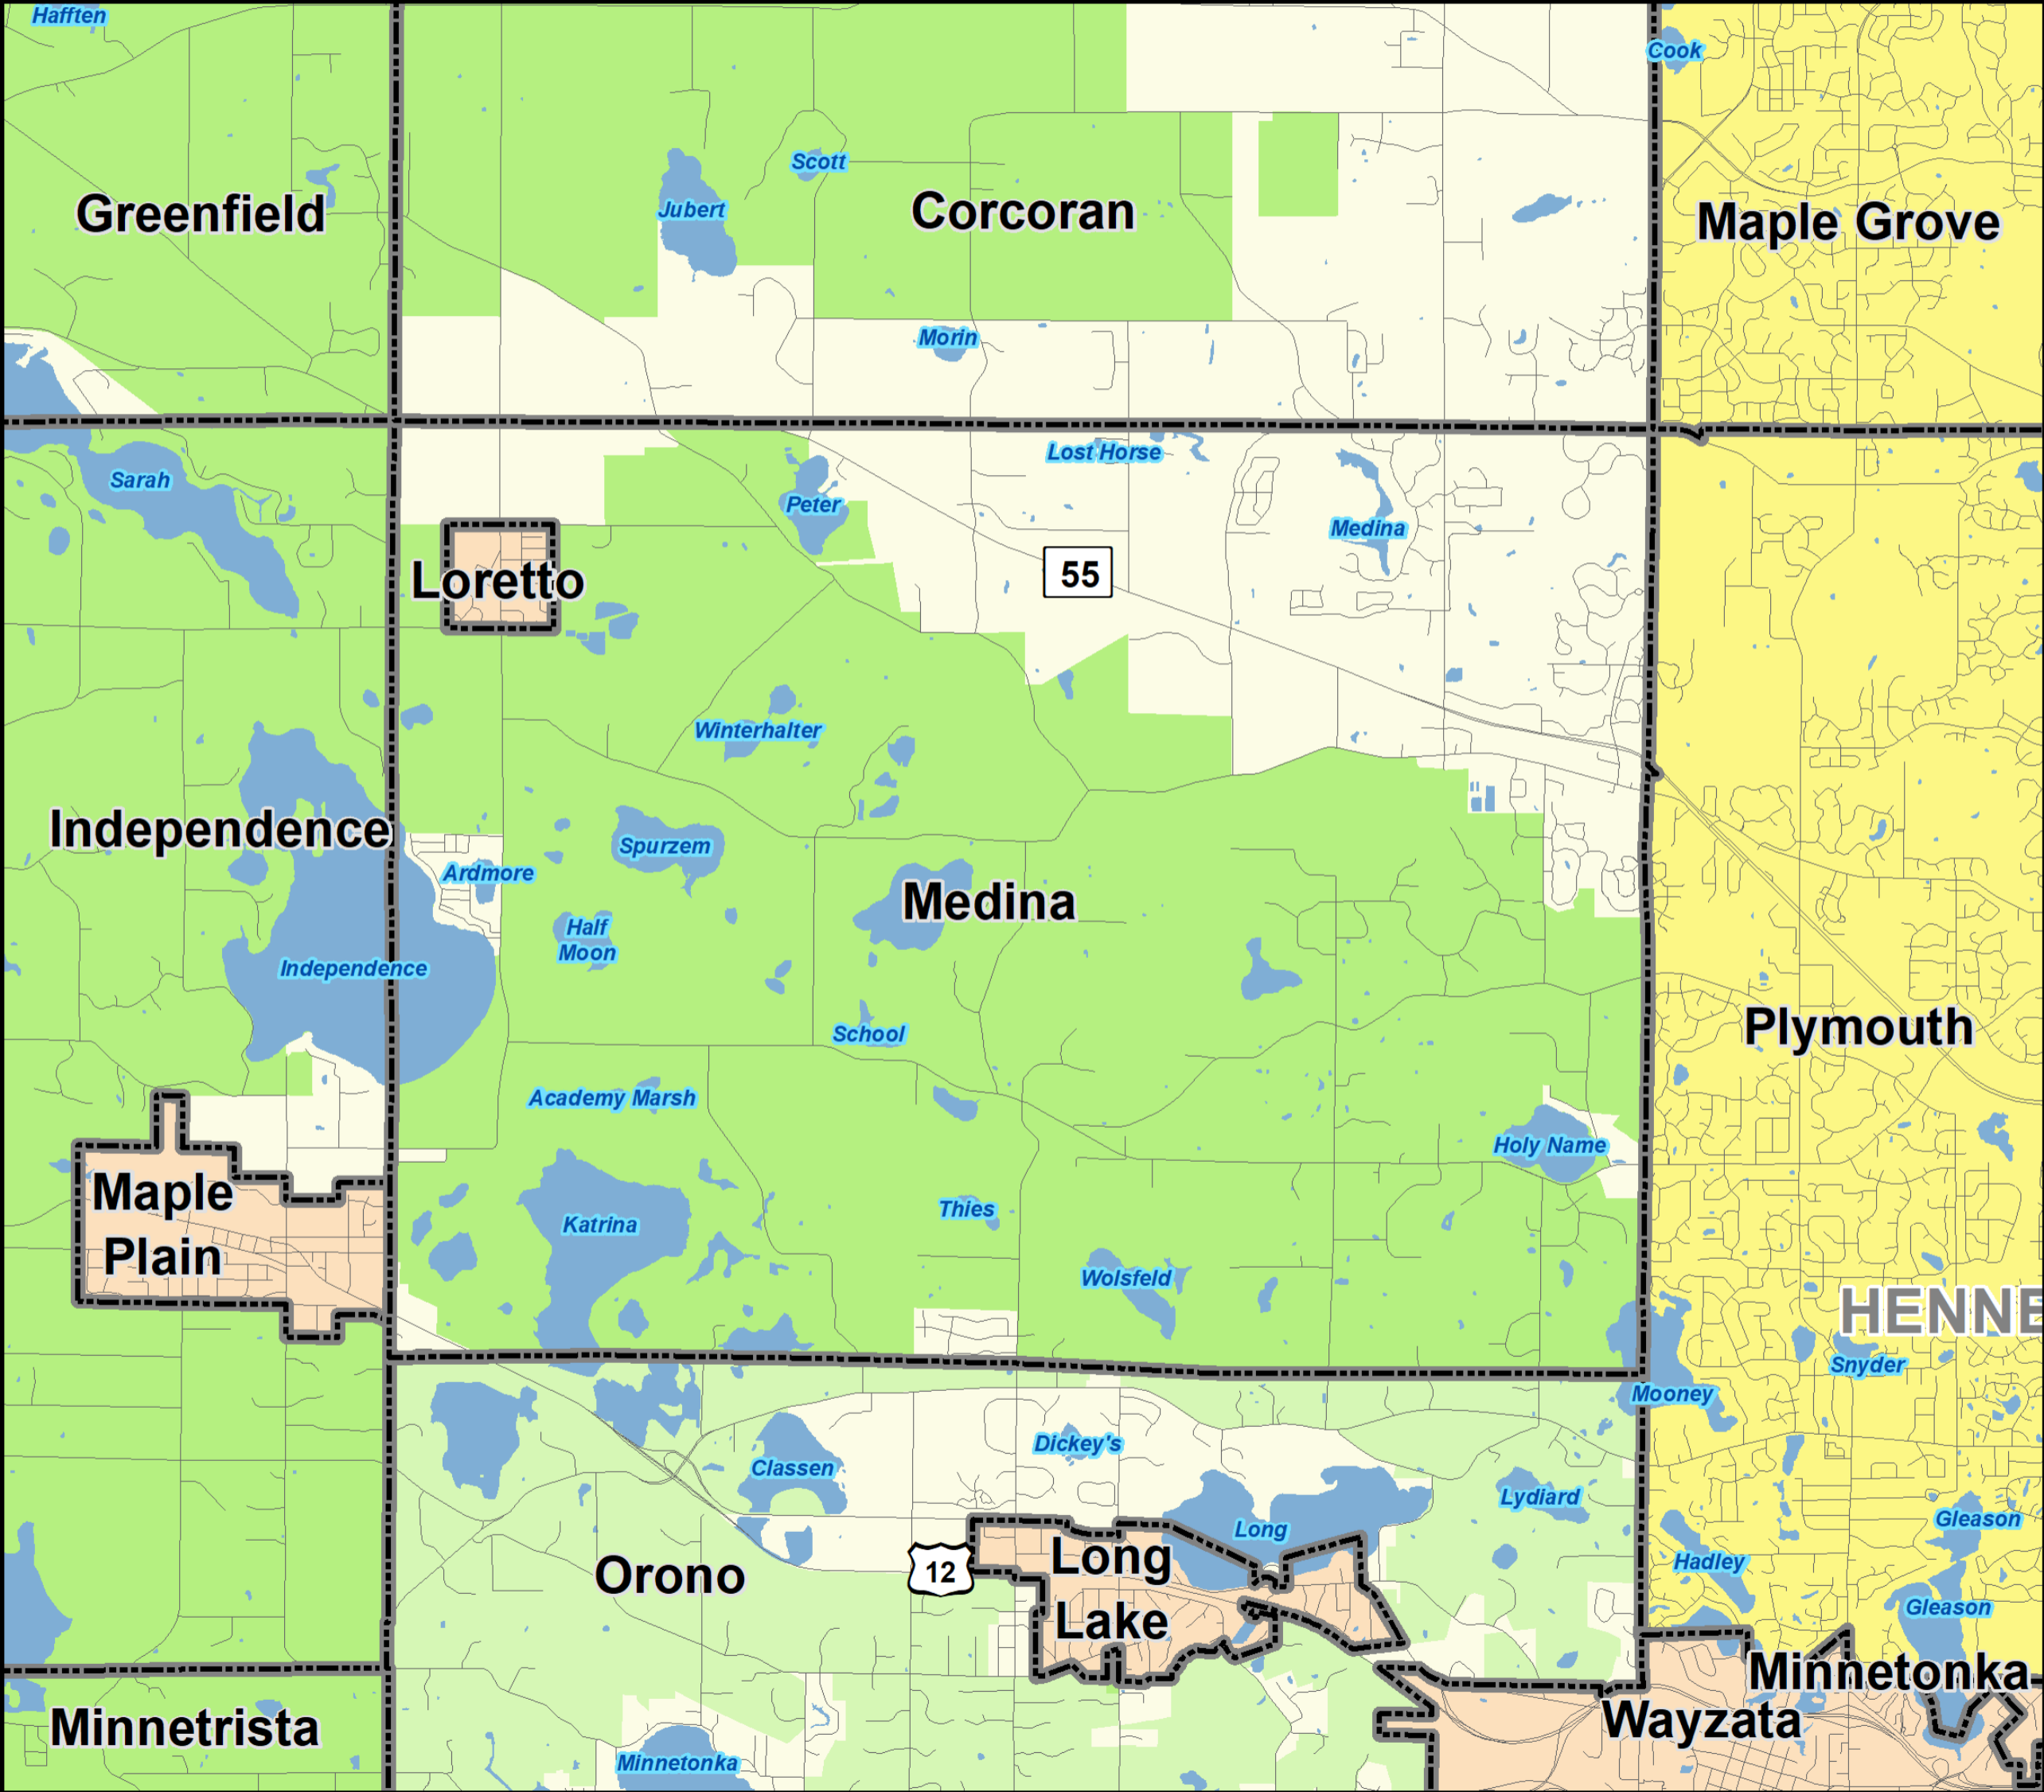 Hafften
Cook
Scott
Jubert
Greenfield
Corcoran
Maple Grove
Morin
Lost Horse
Sarah
Peter
Medina
55
Loretto
Winterhalter
Independence
Spurzem
Ardmore
Medina
Half
Moon
Independence
School
Plymouth
Academy Marsh
Holy Name
Maple
Plain
Thies
Katrina
Wolsfeld
HENNE
Snyder
Mooney
Dickey's
Classen
Lydiard
Long
Gleason
Long
Lake
Hadley
12
Orono
Gleason
Minnetonka
Wayzata
Minnetrista
Minnetonka